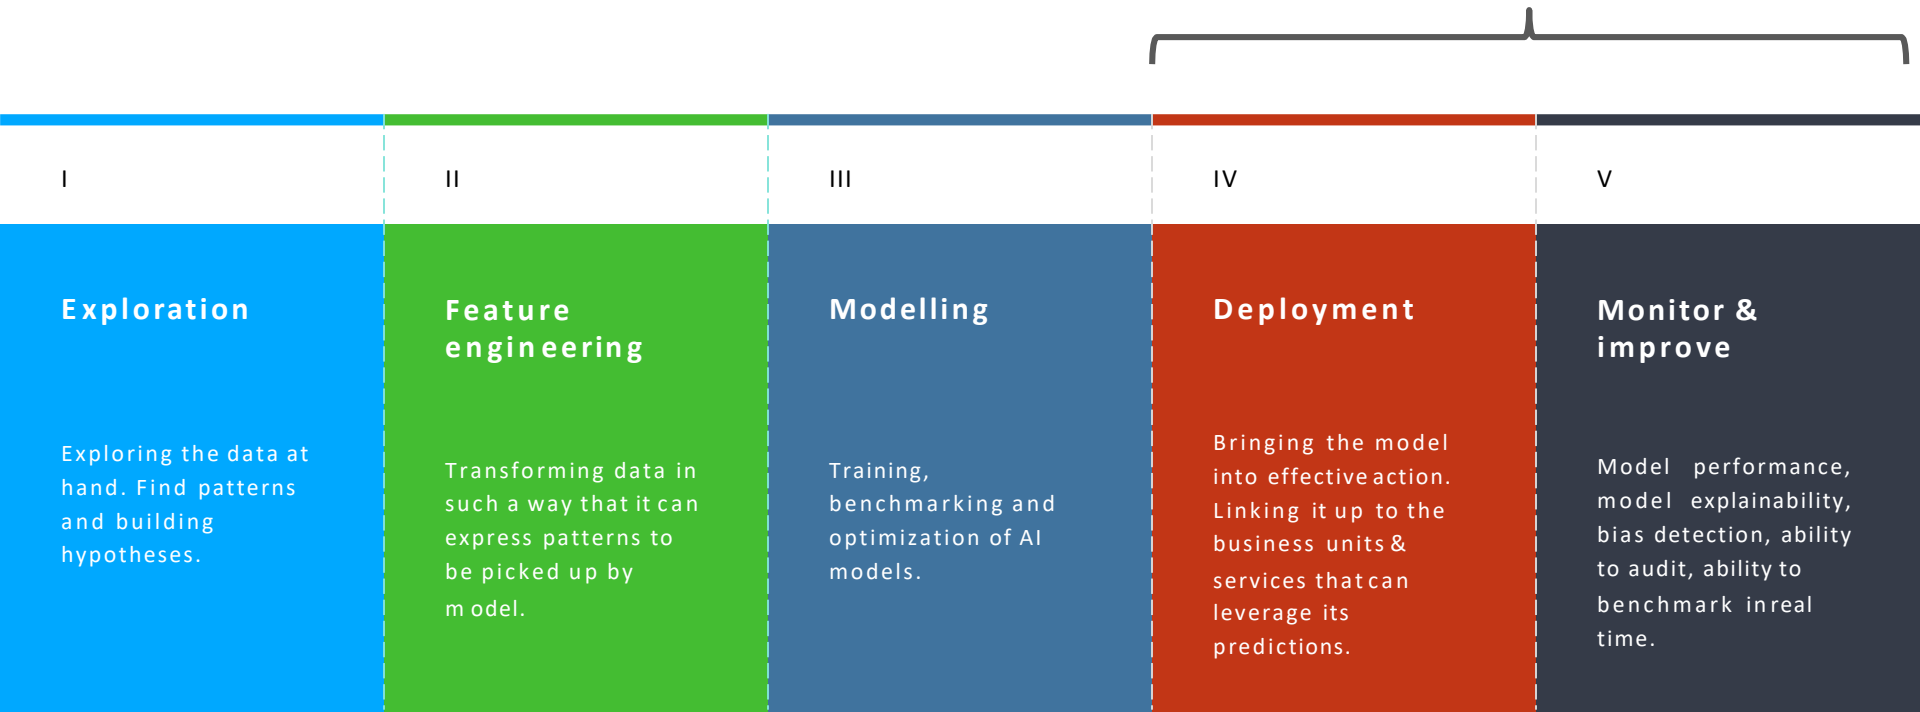 I
II
III
IV
V
Exploration
Feature
engineering
Modelling
Deployment
Monitor &
improve
Exploring the data at
hand. Find patterns
and building
hypotheses.
Transforming data in
such a way that it can
express patterns to
be picked up by
model.
Training,
benchmarking and
optimization of AI
models.
Bringing the model
into effective action.
Linking it up to the
business units &
services that can
leverage its
predictions.
Model performance,
model explainability,
bias detection, ability
to audit, ability to
benchmark in real
time.